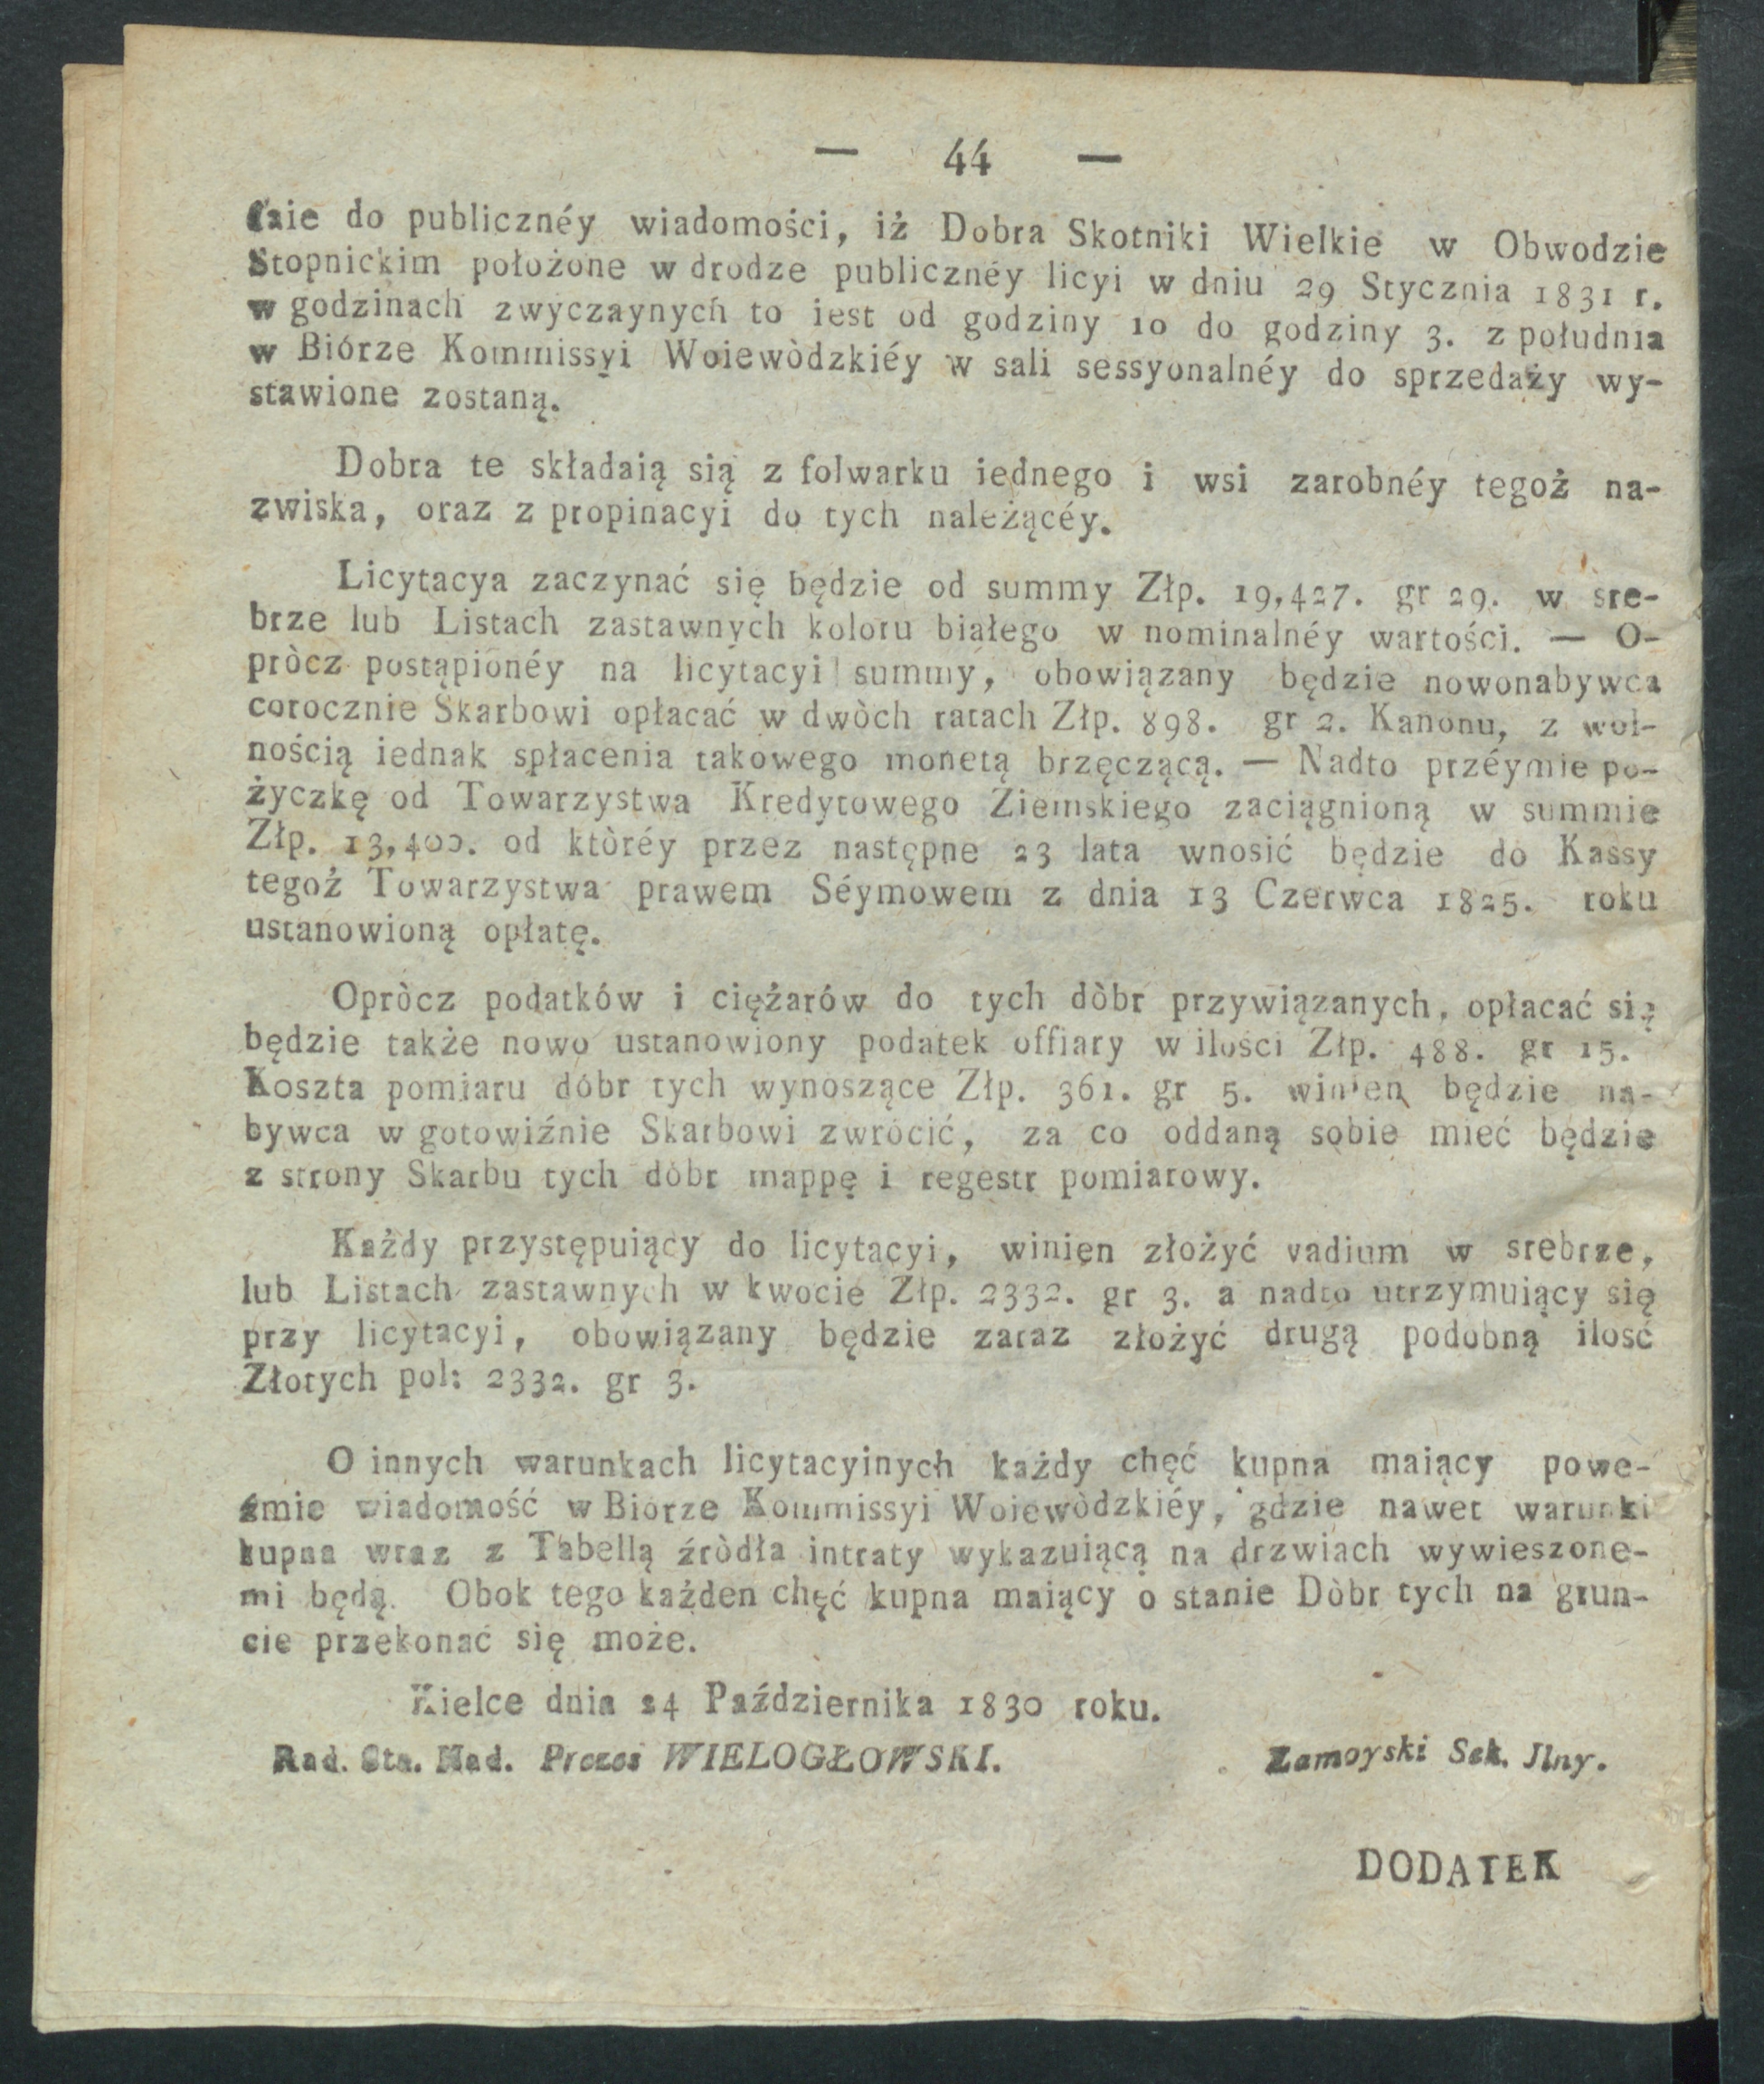 — 44 —
daie do publicznéy wiadomości, iż Dobra Skotniki Wielkie w Obwodzie
Stopnickim położone w drodze publicznéy licyi w dniu 29 Stycznia 1831 r.
w godzinach zwyczaynych to iest od godziny 10 do godziny 3. z południa
w Biórze Kommissyi Woiewòdzkiéy w sali sessyonalnéy do sprzedaży wy-
stawione zostaną.
Dobra te składaią sią z folwarku iednego i wsi zarobnéy tegoż na-
zwiska, oraz z propinacyi do tych należącéy.
Licytacya zaczynać się będzie od summy Złp. 19,427. gr 29. w sre-
brze lub Listach zastawnych koloru białego w nominalnéy wartości. — O-
pròcz postąpionéy na licytacyi summy, obowiązany będzie nowonabywca
corocznie Skarbowi opłacać w dwòch ratach Złp. 898. gr 2. Kanonu, z wol-
nością iednak spłacenia takowego monetą brzęczącą. — Nadto przéymie po-
życzkę od Towarzystwa Kredytowego Ziemskiego zaciągnioną w summie
Złp. 13,400. od któréy przez następne 23 lata wnosić będzie do Kassy
tegoż Towarzystwa prawem Séymowem z dnia 13 Czerwca 1825. roku
ustanowioną opłatę.
Opròcz podatków i ciężarów do tych dòbr przywiązanych, opłacać się
będzie także nowo ustanowiony podatek offiary w ilości Złp. 488. gr 15.
Koszta pomiaru dóbr tych wynoszące Złp. 361. gr 5. winien będzie na-
bywca w gotowiźnie Skarbowi zwròcić, za co oddaną sobie mieć będzie
z strony Skarbu tych dòbr mappę i regestr pomiarowy.
Każdy przystępuiący do licytacyi, winien złożyć vadium w srebrze,
lub Listach zastawnych w kwocie Złp. 2332. gr 3. a nadto utrzymuiący się
przy licytacyi, obowiązany będzie zaraz złożyć drugą podobną ilość
Złotych pol: 2332. gr 3.
O innych warunkach licytacyinych każdy chęć kupna maiący powe-
źmie wiadomość w Biorze Kommissyi Woiewòdzkiéy, gdzie nawet warunki
kupna wraz z Tabellą źròdła intraty wykazuiącą na drzwiach wywieszone-
mi będą. Obok tego każden chęć kupna maiący o stanie Dòbr tych na grun-
cie przekonać się może.
Kielce dnia 24 Października 1830 roku.
Rad. Sta. Nad. Prezes WIELOGŁOWSKI. Zamoyski Sek. Jlny.
DODATEK